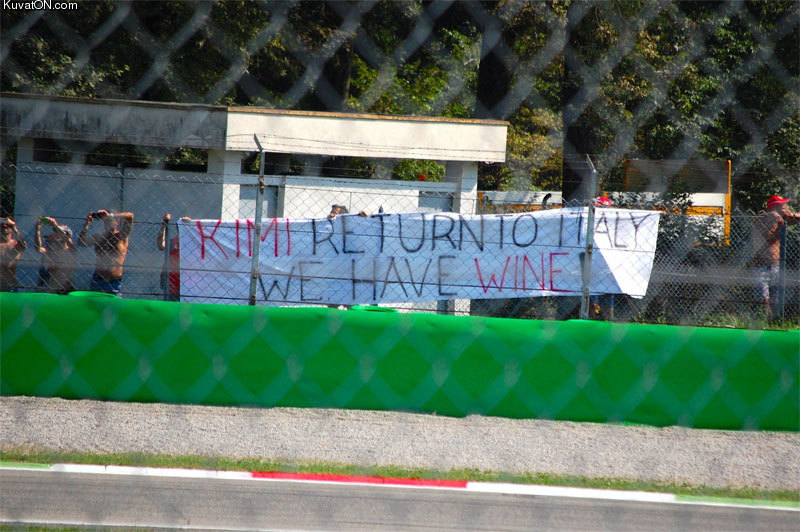 KuvatON.com
KIMI RETURN TO ITALY
WE HAVE WINE!